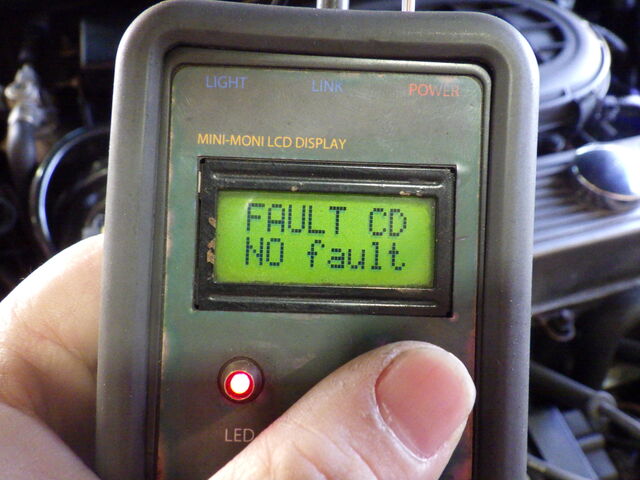 LIGHT LINK POWER
MINI-MONI LCD DISPLAY
FAULT CD
NO fault
LED